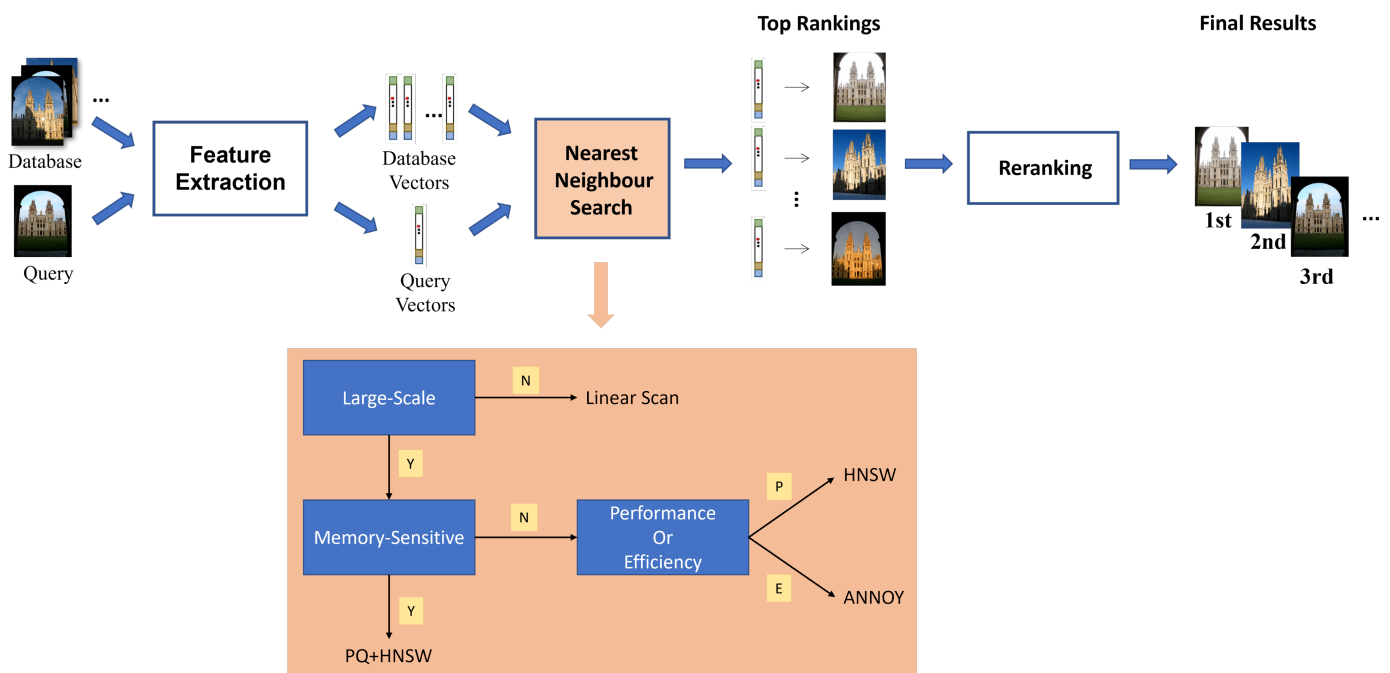 Top Rankings
Final Results
...
Database
Feature
Extraction
...
Database
Vectors
Nearest
Neighbour
Search
...
Reranking
1st
2nd
3rd
...
Query
Query
Vectors
Large-Scale
N
Linear Scan
Y
Memory-Sensitive
N
Performance
Or
Efficiency
P
HNSW
E
ANNOY
Y
PQ+HNSW